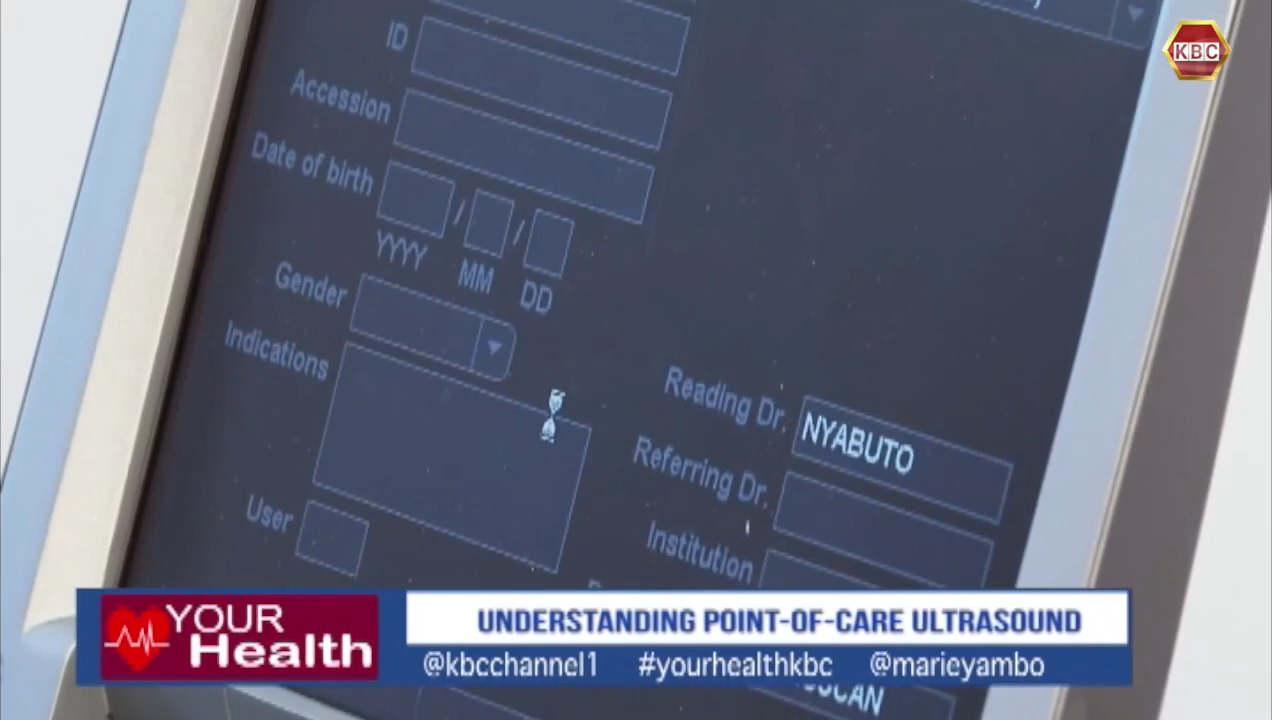 KBC
ID
Accession
Date of birth
/ /
YYYY MM DD
Gender
Indications
User
Reading Dr. NYABUTO
Referring Dr.
Institution
YOUR
Health
UNDERSTANDING POINT-OF-CARE ULTRASOUND
@kbcchannel1 #yourhealthkbc @marieyambo